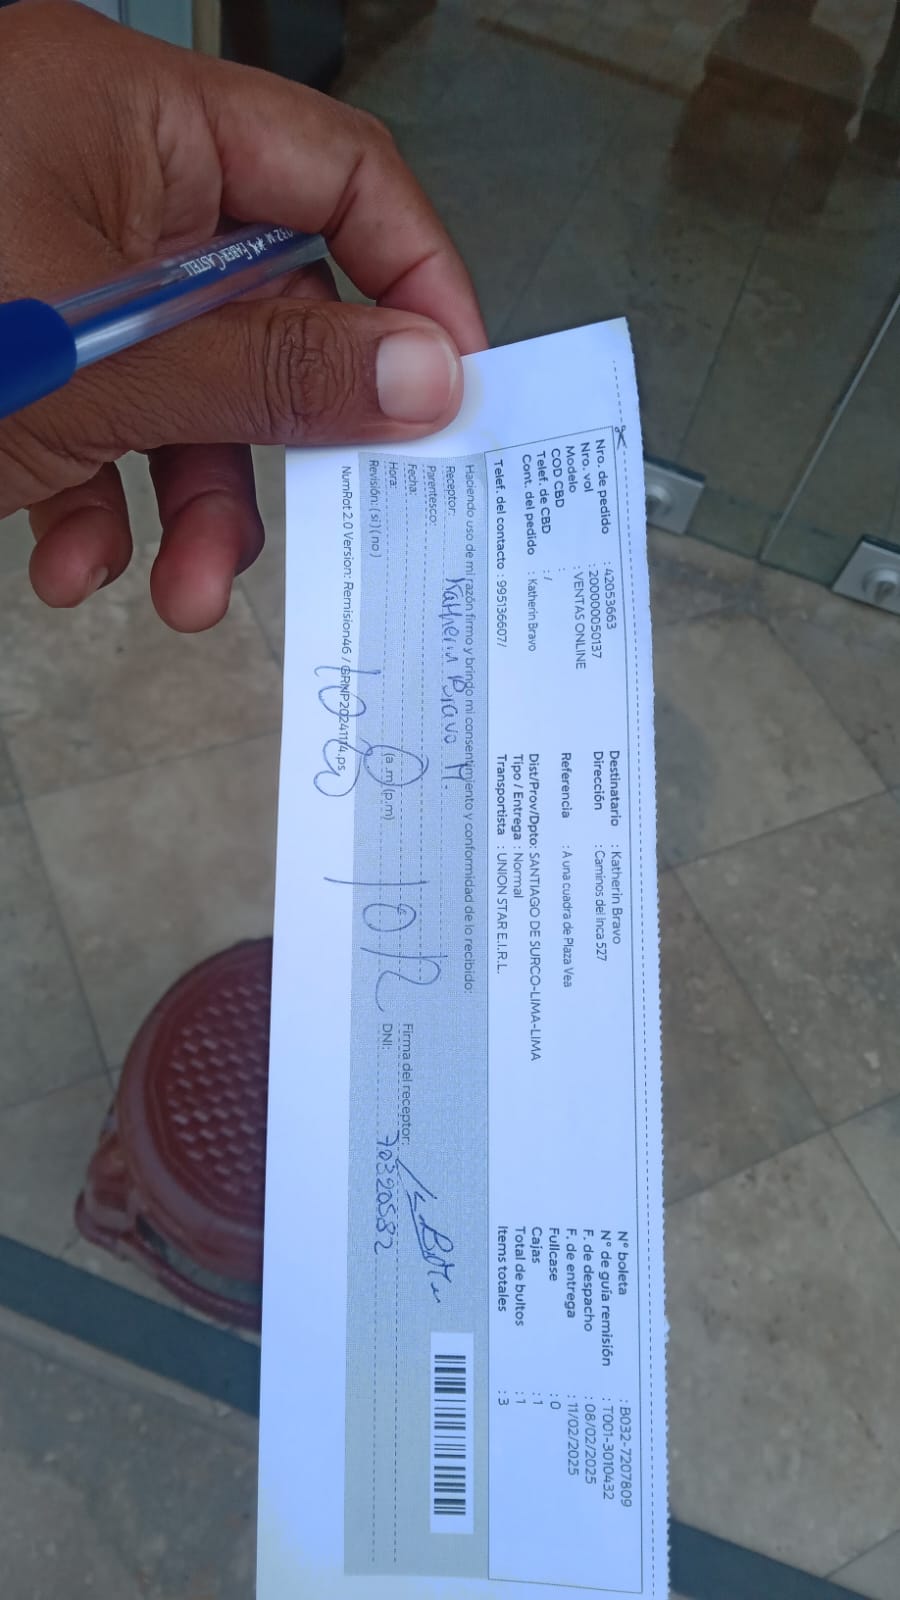 032 M FABER-CASTELL
Nro. de pedido : 42053663
Nro. vol : 200000050137
Modelo : VENTAS ONLINE
COD CBD :
Telef. de CBD : /
Cont. del pedido : Katherin Bravo
Telef. del contacto : 995136607/
Destinatario : Katherin Bravo
Dirección : Caminos del Inca 527
Referencia : A una cuadra de Plaza Vea
Dist/Prov/Dpto: SANTIAGO DE SURCO-LIMA-LIMA
Tipo / Entrega : Normal
Transportista : UNION STAR E.I.R.L.
N° boleta : B032-7207809
N° de guía remisión : T001-3010432
F. de despacho : 08/02/2025
F. de entrega : 11/02/2025
Fullcase : 0
Cajas : 1
Total de bultos : 1
Items totales : 3
Haciendo uso de mi razón firmo y brindo mi consentimiento y conformidad de lo recibido:
Receptor: Katherin Bravo M.
Parentesco:
Fecha: 10/2
Hora: (a .m) (p.m)
Revisión: (si) (no)
Firma del receptor:
DNI: 70320582
NumRot 2.0 Version: Remision46 / GRNP20241114.ps